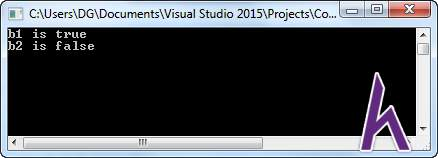 C:\Users\DG\Documents\Visual Studio 2015\Projects\Co...
b1 is true
b2 is false